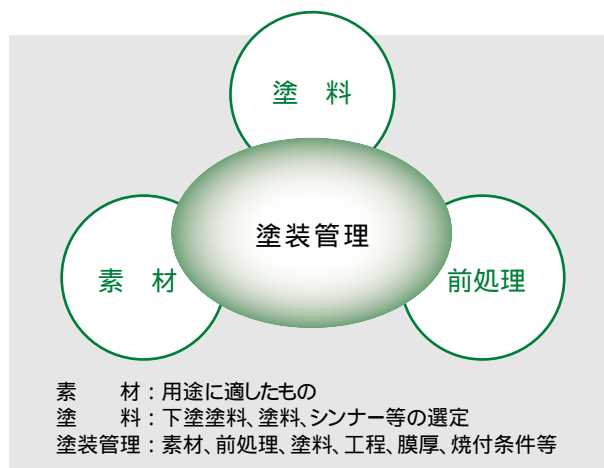 塗　料
塗装管理
素　材
前処理
素　　材：用途に適したもの
塗　　料：下塗塗料、塗料、シンナー等の選定
塗装管理：素材、前処理、塗料、工程、膜厚、焼付条件等